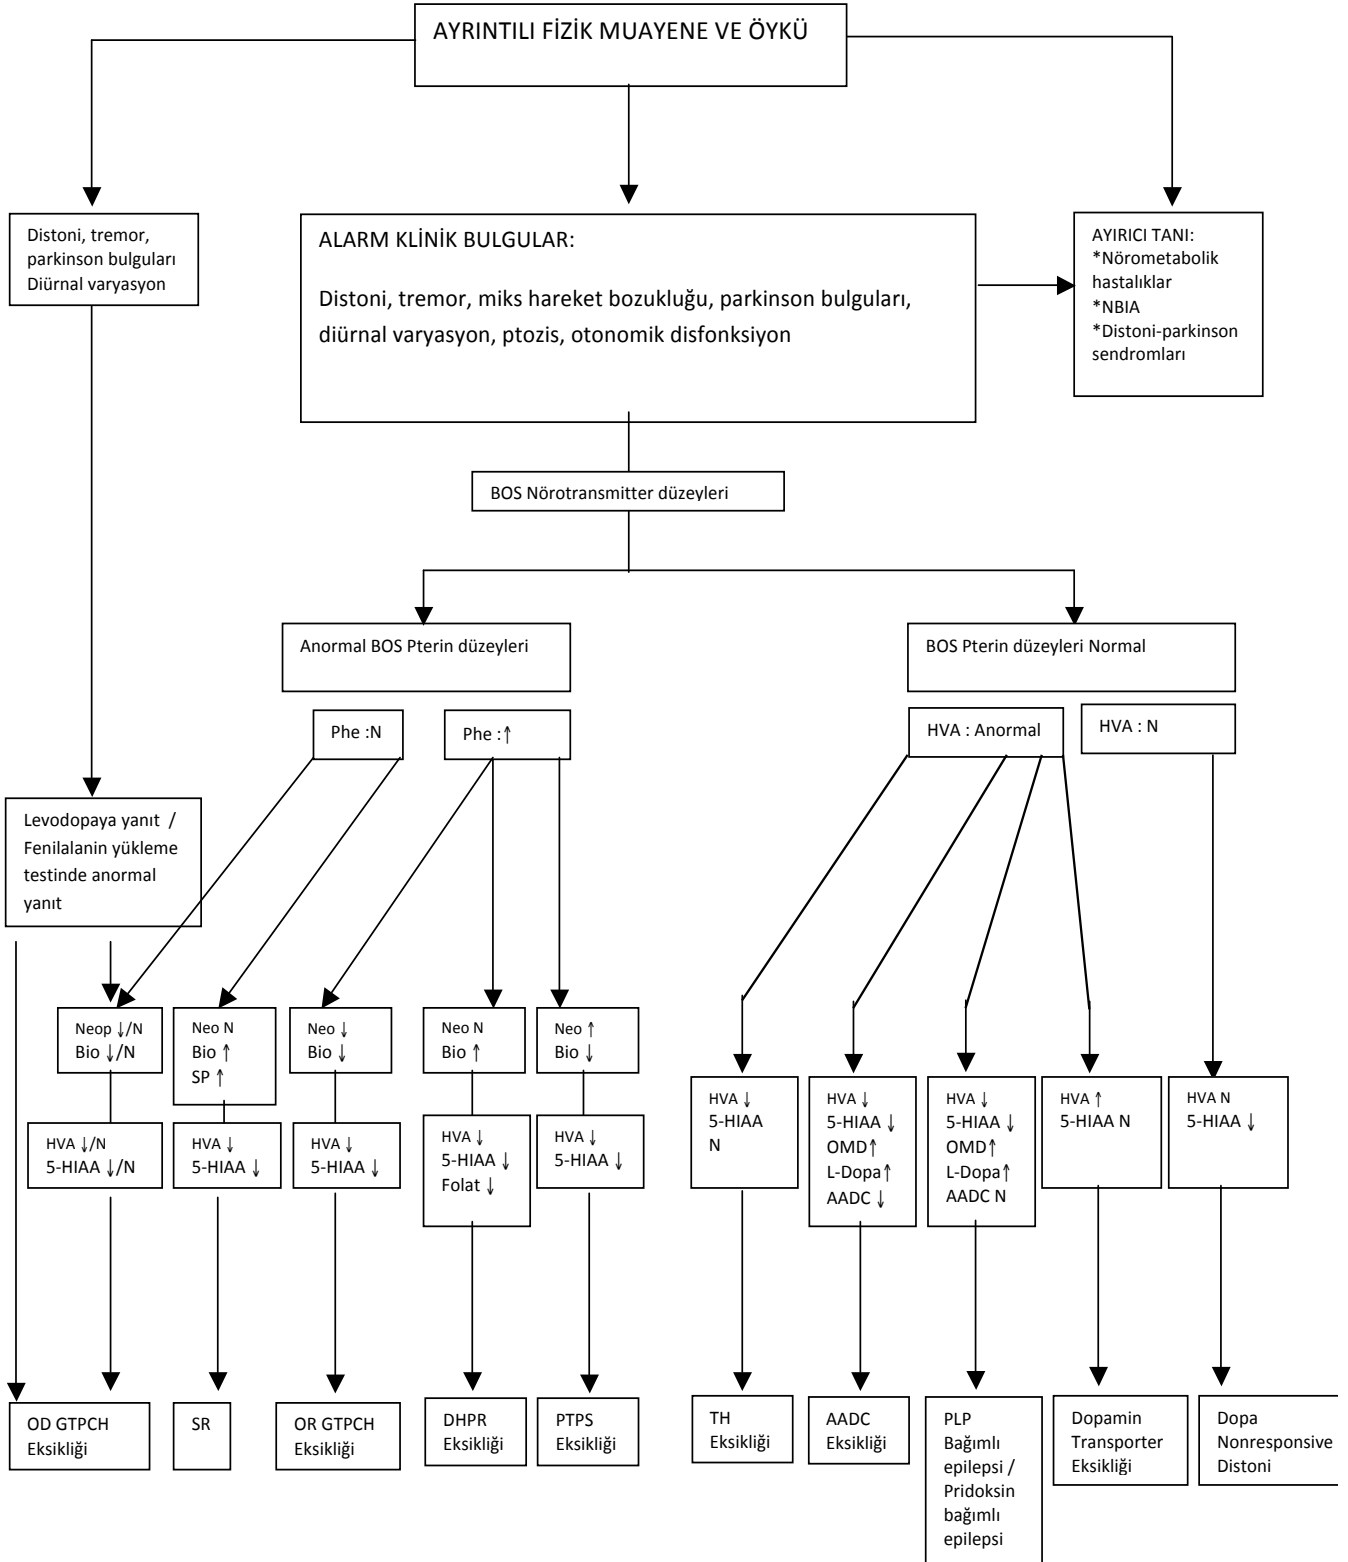 AYRINTILI FİZİK MUAYENE VE ÖYKÜ
Distoni, tremor,
parkinson bulguları
Diürnal varyasyon
ALARM KLİNİK BULGULAR:
Distoni, tremor, miks hareket bozukluğu, parkinson bulguları,
diürnal varyasyon, ptozis, otonomik disfonksiyon
AYIRICI TANI:
*Nörometabolik
hastalıklar
*NBIA
*Distoni-parkinson
sendromları
BOS Nörotransmitter düzeyleri
Anormal BOS Pterin düzeyleri
BOS Pterin düzeyleri Normal
Phe :N
Phe :↑
HVA : Anormal
HVA : N
Levodopaya yanıt /
Fenilalanin yükleme
testinde anormal
yanıt
Neop ↓/N
Bio ↓/N
Neo N
Bio ↑
SP ↑
Neo ↓
Bio ↓
Neo N
Bio ↑
Neo ↑
Bio ↓
HVA ↓/N
5-HIAA ↓/N
HVA ↓
5-HIAA ↓
HVA ↓
5-HIAA ↓
HVA ↓
5-HIAA ↓
Folat ↓
HVA ↓
5-HIAA ↓
HVA ↓
5-HIAA
N
HVA ↓
5-HIAA ↓
OMD↑
L-Dopa↑
AADC ↓
HVA ↓
5-HIAA ↓
OMD↑
L-Dopa↑
AADC N
HVA ↑
5-HIAA N
HVA N
5-HIAA ↓
OD GTPCH
Eksikliği
SR
OR GTPCH
Eksikliği
DHPR
Eksikliği
PTPS
Eksikliği
TH
Eksikliği
AADC
Eksikliği
PLP
Bağımlı
epilepsi /
Pridoksin
bağımlı
epilepsi
Dopamin
Transporter
Eksikliği
Dopa
Nonresponsive
Distoni